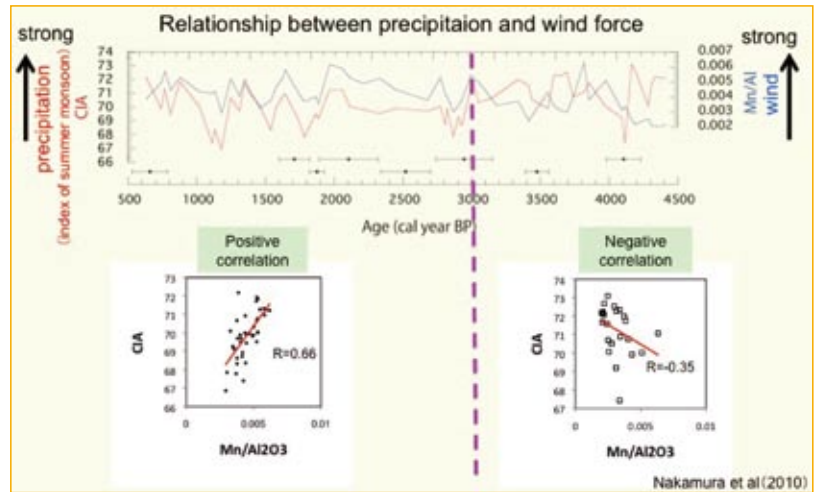 Relationship between precipitaion and wind force
strong
strong
precipitation
(index of summer monsoon)
CIA
74
73
72
71
70
69
68
67
66
0.007
0.006
0.005
0.004
0.003
0.002
Mn/Al
wind
500 1000 1500 2000 2500 3000 3500 4000 4500
Age (cal year BP)
Positive
correlation
73
72
71
70
69
68
67
66
CIA
R=0.66
0 0.005 0.01
Mn/Al2O3
Negative
correlation
74
73
72
71
70
69
68
67
CIA
R=-0.35
0 0.005 0.01
Mn/Al2O3
Nakamura et al(2010)